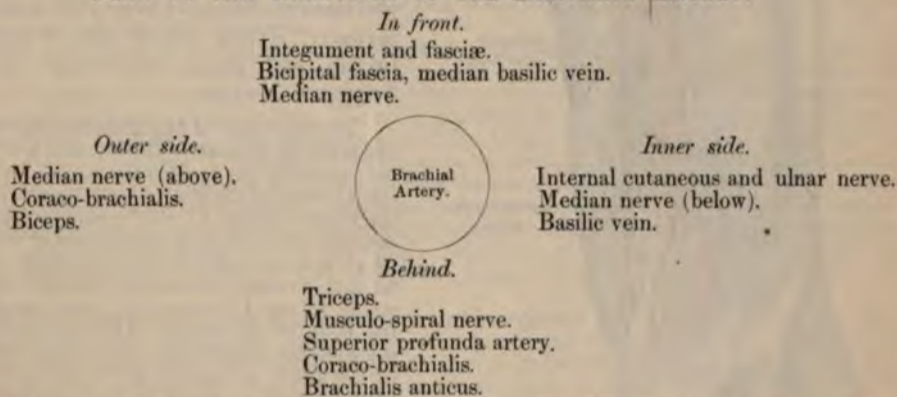 In front.
Integument and fasciæ.
Bicipital fascia, median basilic vein.
Median nerve.
Outer side.
Median nerve (above).
Coraco-brachialis.
Biceps.
Brachial
Artery.
Inner side.
Internal cutaneous and ulnar nerve.
Median nerve (below).
Basilic vein.
Behind.
Triceps.
Musculo-spiral nerve.
Superior profunda artery.
Coraco-brachialis.
Brachialis anticus.